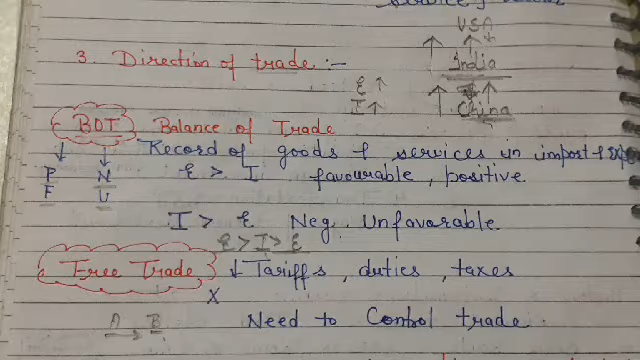 USA
3. Direction of trade :-
India
E ↑
I ↑
China
BOT Balance of Trade
Record of goods & services in import & exp
P N E > I favourable, positive.
F U
I > E Neg. Unfavorable.
E > I > E
Free Trade ↓ Tariffs, duties, taxes
X
A → B Need to Control trade.